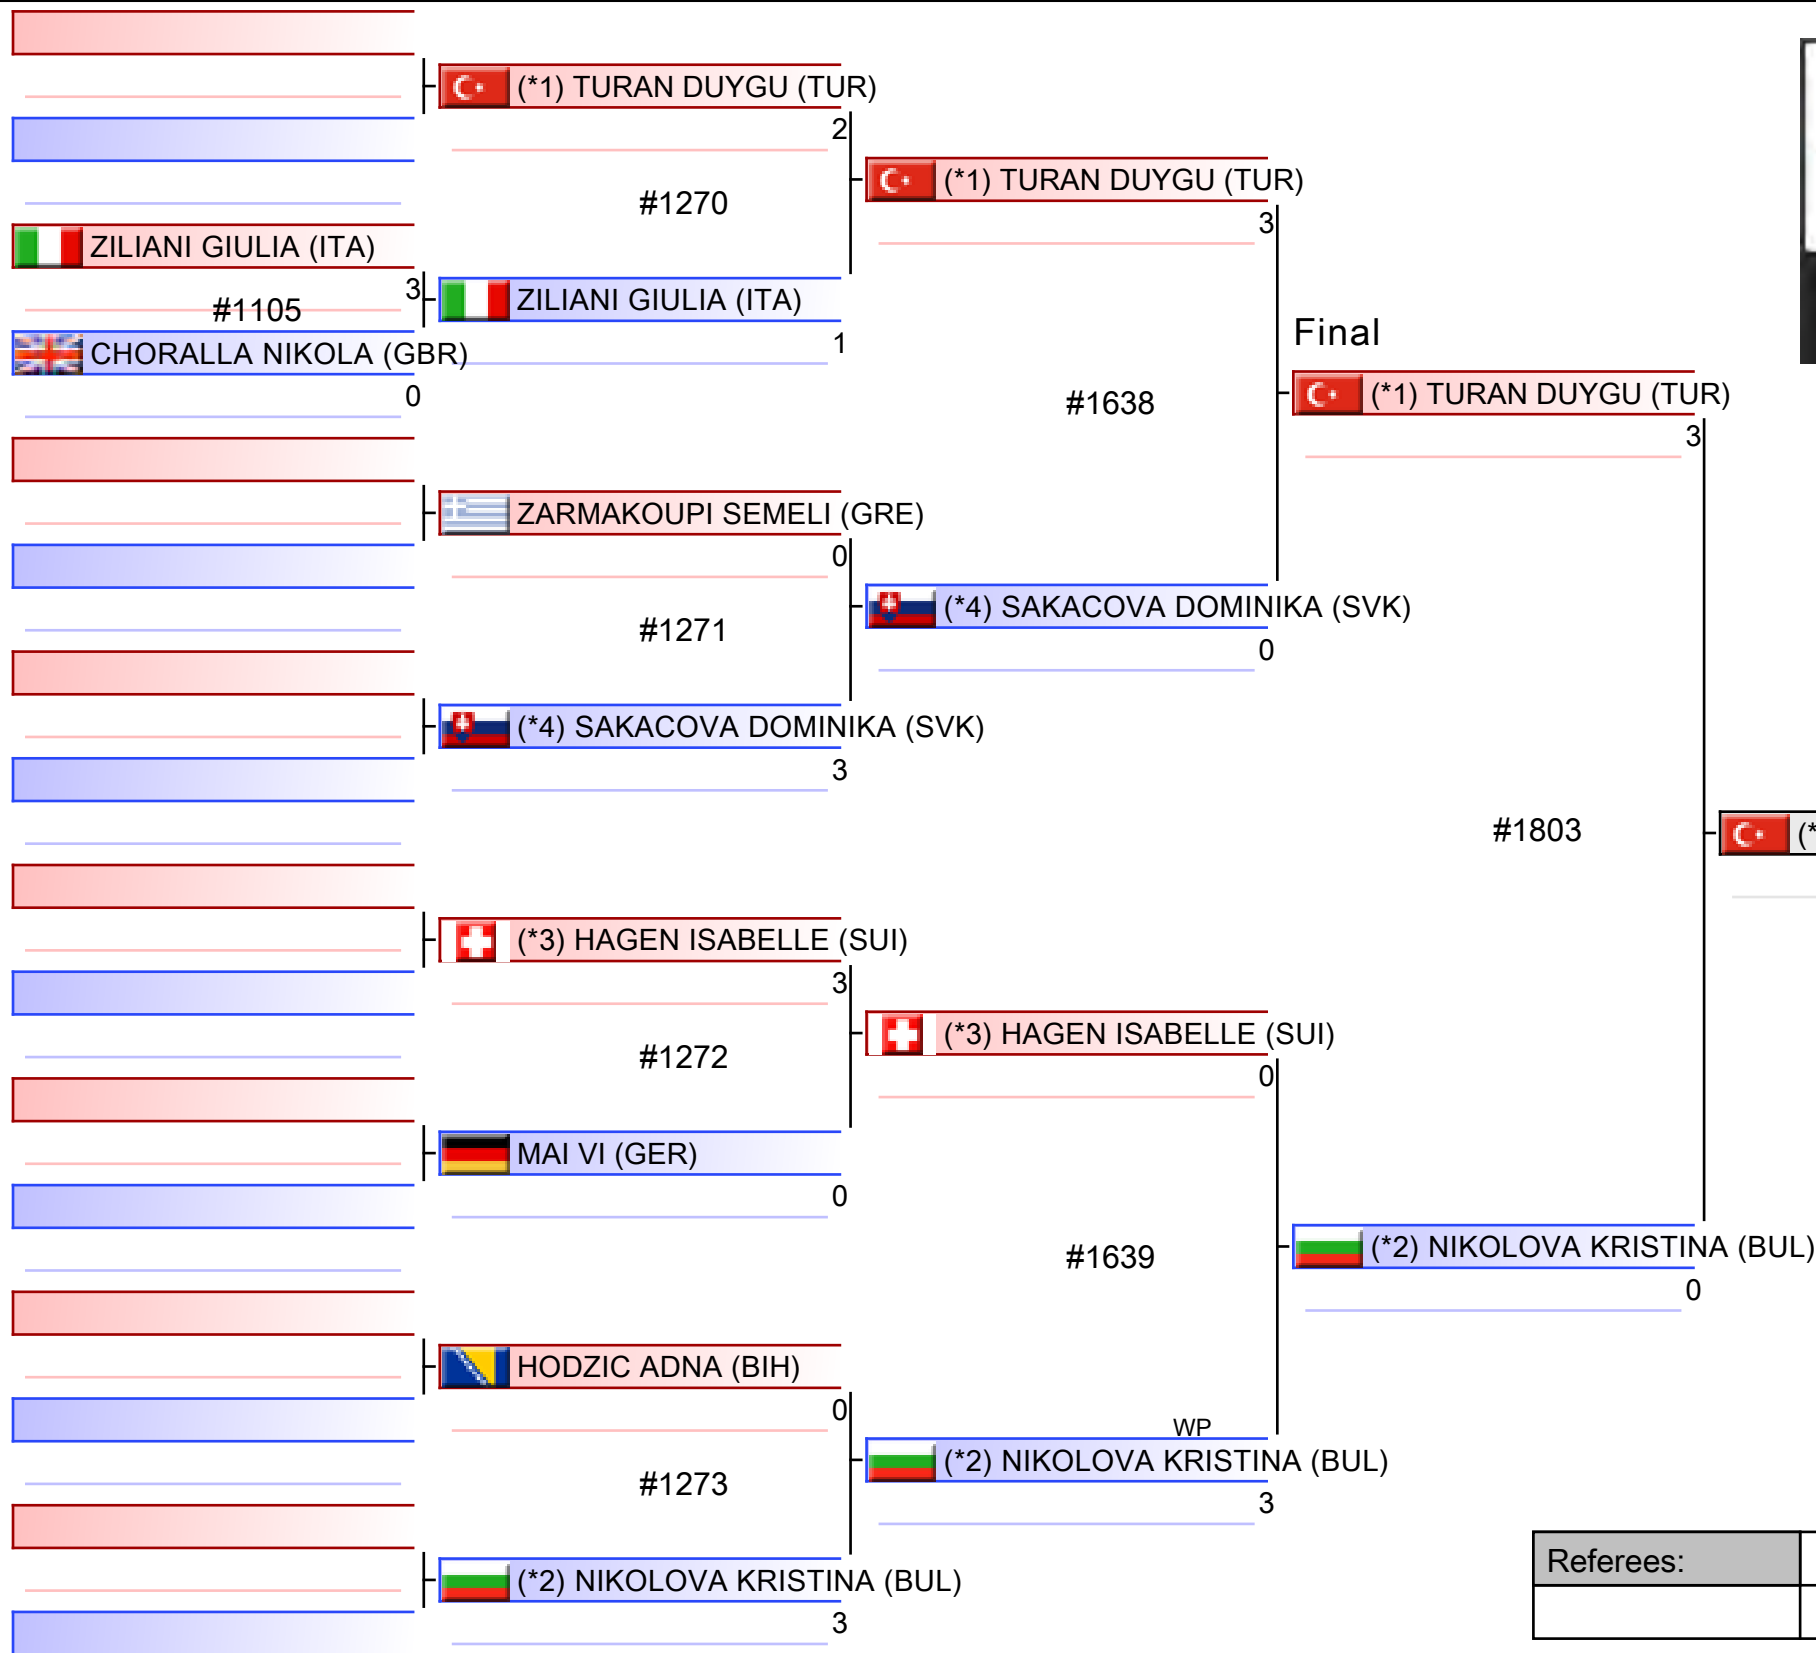 (*1) TURAN DUYGU (TUR)
2
(*1) TURAN DUYGU (TUR)
#1270
3
ZILIANI GIULIA (ITA)
3
#1105
ZILIANI GIULIA (ITA)
1
CHORALLA NIKOLA (GBR)
0
Final
(*1) TURAN DUYGU (TUR)
#1638
3
ZARMAKOUPI SEMELI (GRE)
0
(*4) SAKACOVA DOMINIKA (SVK)
#1271
0
(*4) SAKACOVA DOMINIKA (SVK)
3
#1803
(*
(*3) HAGEN ISABELLE (SUI)
3
(*3) HAGEN ISABELLE (SUI)
#1272
0
MAI VI (GER)
0
#1639
(*2) NIKOLOVA KRISTINA (BUL)
0
HODZIC ADNA (BIH)
0
WP
(*2) NIKOLOVA KRISTINA (BUL)
#1273
3
(*2) NIKOLOVA KRISTINA (BUL)
3
Referees: